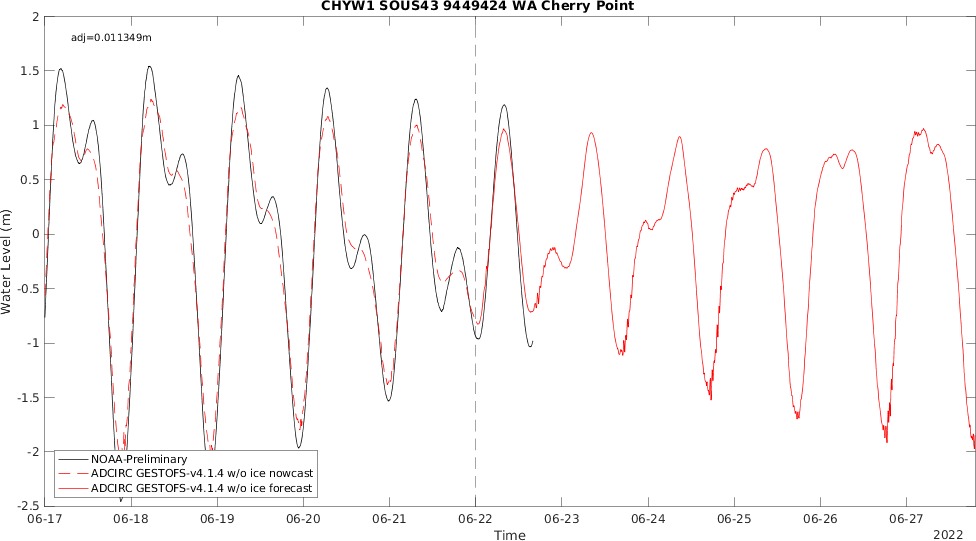 CHYW1 SOUS43 9449424 WA Cherry Point
adj=0.011349m
2
1.5
1
0.5
0
-0.5
-1
-1.5
-2
-2.5
Water Level (m)
NOAA-Preliminary
ADCIRC GESTOFS-v4.1.4 w/o ice nowcast
ADCIRC GESTOFS-v4.1.4 w/o ice forecast
06-17 06-18 06-19 06-20 06-21 06-22 06-23 06-24 06-25 06-26 06-27
Time
2022